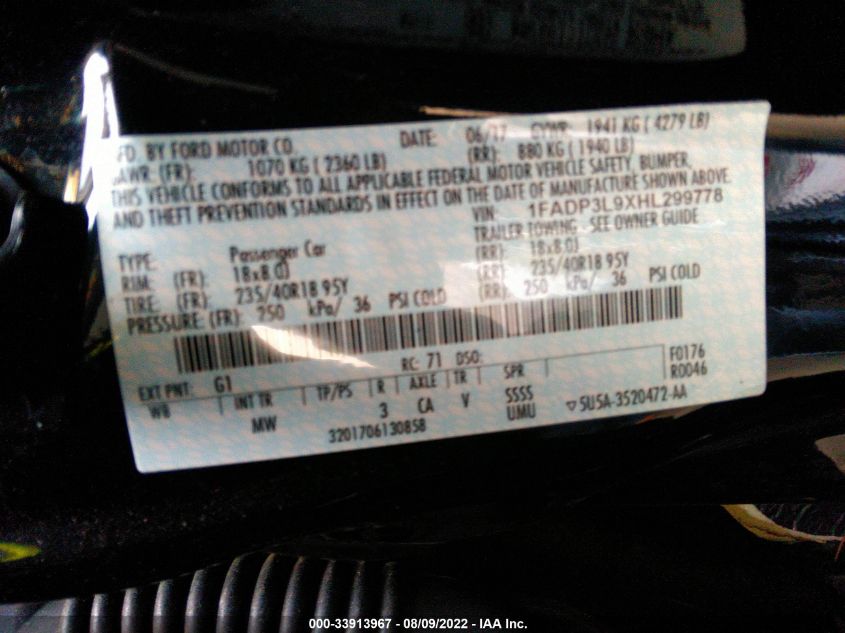 FD. BY FORD MOTOR CO. DATE: 06/17 GVWR: 1941 KG ( 4279 LB)
AWR (FR): 1070 KG ( 2360 LB) (RR): 880 KG ( 1940 LB)
THIS VEHICLE CONFORMS TO ALL APPLICABLE FEDERAL MOTOR VEHICLE SAFETY, BUMPER,
AND THEFT PREVENTION STANDARDS IN EFFECT ON THE DATE OF MANUFACTURE SHOWN ABOVE.
VIN: 1FADP3L9XHL299778
TYPE: Passenger Car TRAILER TOWING - SEE OWNER GUIDE
RIM: (FR): 18x8.0J (RR): 18x8.0J
TIRE: (FR): 235/40R18 95Y (RR): 235/40R18 95Y
PRESSURE: (FR): 250 kPa/ 36 PSI COLD (RR): 250 kPa/ 36 PSI COLD
RC: 71 DSO: F0176
EXT PNT: G1 R0046
WB INT TR TP/PS R AXLE TR SPR
MW 3 CA V SSSS
UMU ▽5U5A-3520472-AA
3201706130858
000-33913967 - 08/09/2022 - IAA Inc.